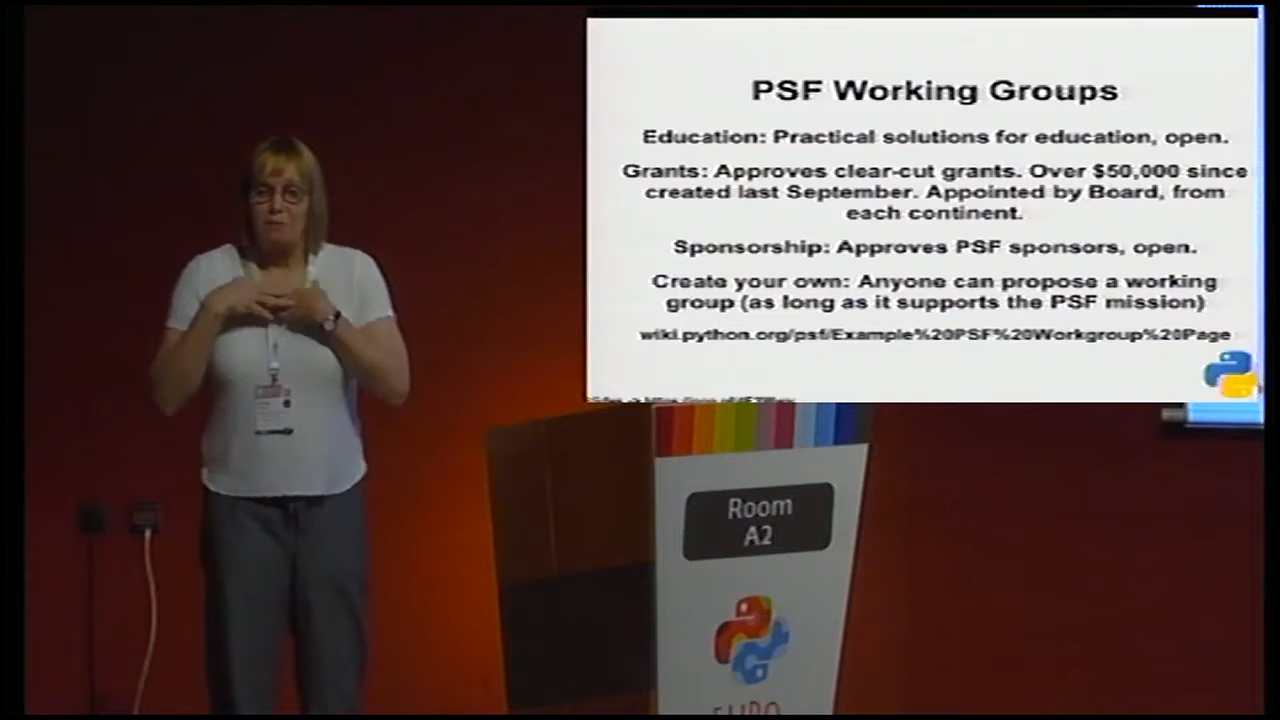 PSF Working Groups
Education: Practical solutions for education, open.
Grants: Approves clear-cut grants. Over $50,000 since
created last September. Appointed by Board, from
each continent.
Sponsorship: Approves PSF sponsors, open.
Create your own: Anyone can propose a working
group (as long as it supports the PSF mission)
wiki.python.org/psf/Example%20PSF%20Workgroup%20Page
Room
A2
EURO